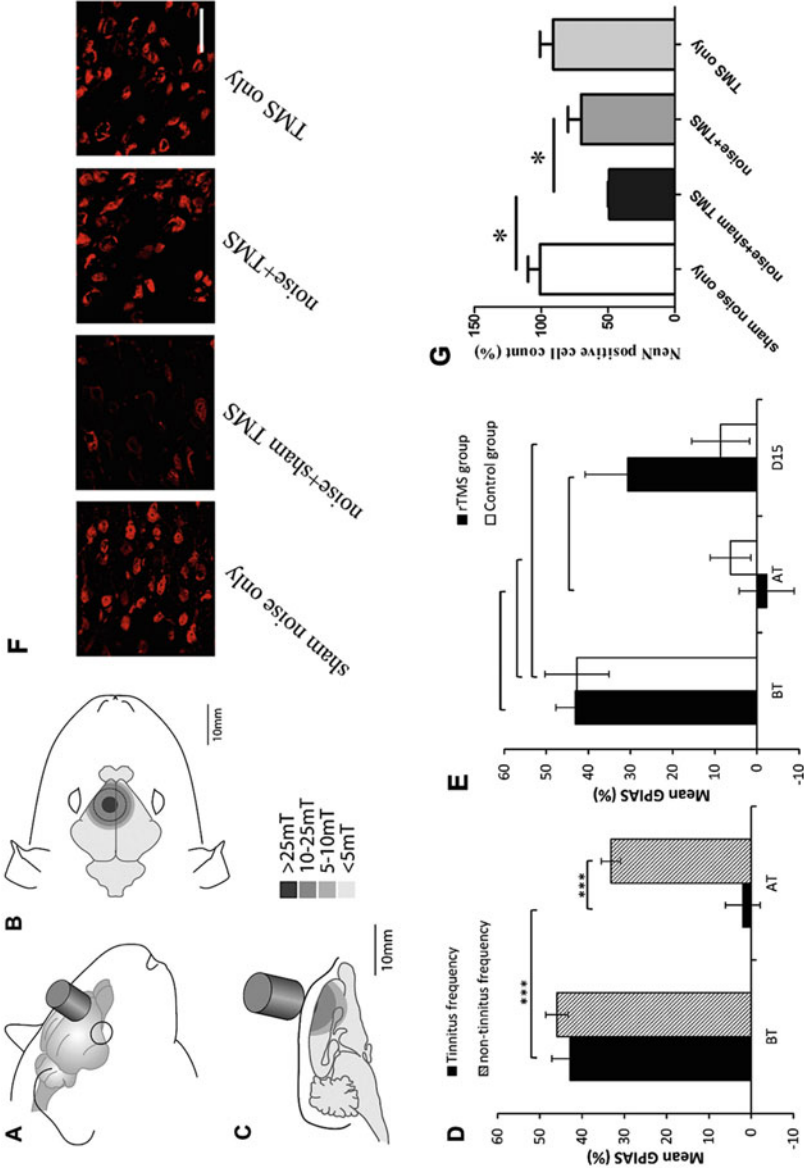 A
B
10mm
C
10mm
>25mT
10-25mT
5-10mT
<5mT
D
Tinnitus frequency
non-tinnitus frequency
Mean GPIAS (%)
60
50
40
30
20
10
0
-10
***
***
BT
AT
E
rTMS group
Control group
Mean GPIAS (%)
60
50
40
30
20
10
0
-10
BT
AT
D15
F
sham noise only
noise+sham TMS
noise+TMS
TMS only
G
NeuN positive cell count (%)
150
100
50
0
*
*
sham noise only
noise+sham TMS
noise+TMS
TMS only